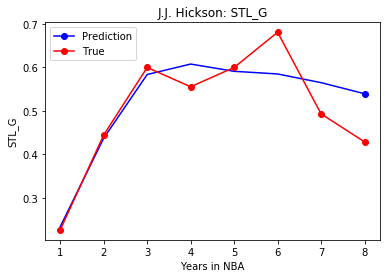 J.J. Hickson: STL_G
Prediction
True
0.7
0.6
0.5
0.4
0.3
STL_G
1 2 3 4 5 6 7 8
Years in NBA